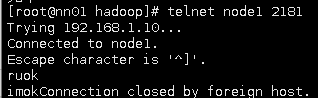 [root@nn01 hadoop]# telnet node1 2181
Trying 192.168.1.10...
Connected to node1.
Escape character is '^]'.
ruok
imokConnection closed by foreign host.